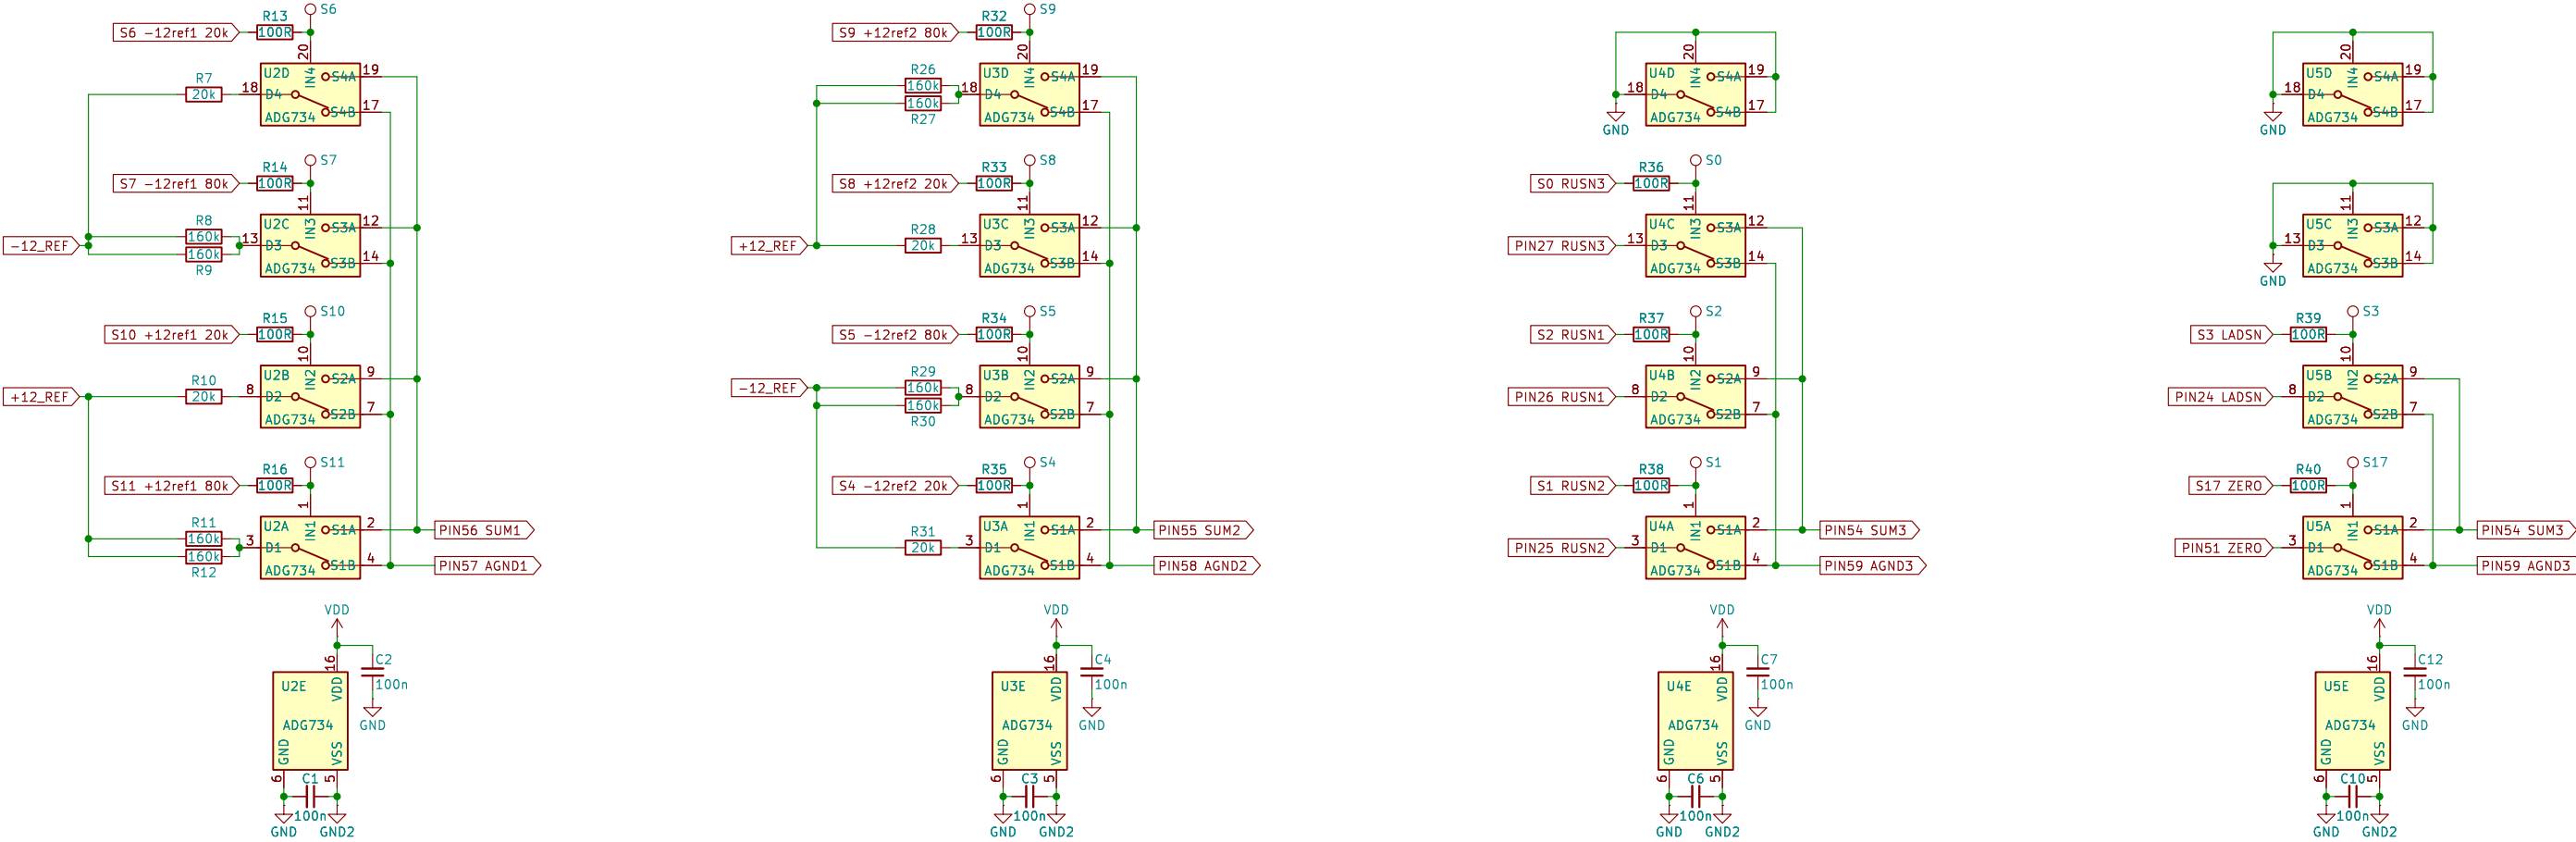 S6 -12ref1 20k
R13
100R
S6
R7
20k
18
U2D
D4
IN4
20
S4A
S4B
ADG734
19
17
S7 -12ref1 80k
R14
100R
S7
-12_REF
R8
160k
160k
R9
13
U2C
D3
IN3
11
S3A
S3B
ADG734
12
14
S10 +12ref1 20k
R15
100R
S10
+12_REF
R10
20k
8
U2B
D2
IN2
10
S2A
S2B
ADG734
9
7
S11 +12ref1 80k
R16
100R
S11
R11
160k
160k
R12
3
U2A
D1
IN1
1
S1A
S1B
ADG734
2
4
PIN56 SUM1
PIN57 AGND1
VDD
16
C2
100n
GND
U2E
VDD
ADG734
GND
VSS
6
5
C1
100n
GND
GND2
S9 +12ref2 80k
R32
100R
S9
R26
160k
160k
R27
18
U3D
D4
IN4
20
S4A
S4B
ADG734
19
17
S8 +12ref2 20k
R33
100R
S8
+12_REF
R28
20k
13
U3C
D3
IN3
11
S3A
S3B
ADG734
12
14
S5 -12ref2 80k
R34
100R
S5
-12_REF
R29
160k
160k
R30
8
U3B
D2
IN2
10
S2A
S2B
ADG734
9
7
S4 -12ref2 20k
R35
100R
S4
R31
20k
3
U3A
D1
IN1
1
S1A
S1B
ADG734
2
4
PIN55 SUM2
PIN58 AGND2
VDD
16
C4
100n
GND
U3E
VDD
ADG734
GND
VSS
6
5
C3
100n
GND
GND2
18
U4D
D4
IN4
20
S4A
S4B
ADG734
19
17
GND
S0 RUSN3
R36
100R
S0
PIN27 RUSN3
13
U4C
D3
IN3
11
S3A
S3B
ADG734
12
14
S2 RUSN1
R37
100R
S2
PIN26 RUSN1
8
U4B
D2
IN2
10
S2A
S2B
ADG734
9
7
S1 RUSN2
R38
100R
S1
PIN25 RUSN2
3
U4A
D1
IN1
1
S1A
S1B
ADG734
2
4
PIN54 SUM3
PIN59 AGND3
VDD
16
C7
100n
GND
U4E
VDD
ADG734
GND
VSS
6
5
C6
100n
GND
GND2
18
U5D
D4
IN4
20
S4A
S4B
ADG734
19
17
GND
13
U5C
D3
IN3
11
S3A
S3B
ADG734
12
14
GND
S3 LADSN
R39
100R
S3
PIN24 LADSN
8
U5B
D2
IN2
10
S2A
S2B
ADG734
9
7
S17 ZERO
R40
100R
S17
PIN51 ZERO
3
U5A
D1
IN1
1
S1A
S1B
ADG734
2
4
PIN54 SUM3
PIN59 AGND3
VDD
16
C12
100n
GND
U5E
VDD
ADG734
GND
VSS
6
5
C10
100n
GND
GND2